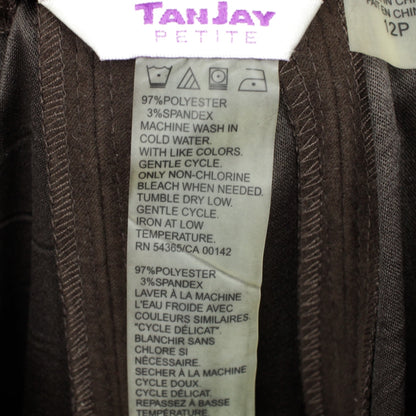 TANJAY
PETITE
12P
97%POLYESTER
3%SPANDEX
MACHINE WASH IN
COLD WATER.
WITH LIKE COLORS.
GENTLE CYCLE.
ONLY NON-CHLORINE
BLEACH WHEN NEEDED.
TUMBLE DRY LOW.
GENTLE CYCLE.
IRON AT LOW
TEMPERATURE.
RN 54365/CA 00142
97%POLYESTER
3%SPANDEX
LAVER À LA MACHINE
L'EAU FROIDE AVEC
COULEURS SIMILAIRES.
"CYCLE DÉLICAT".
BLANCHIR SANS
CHLORE SI
NÉCESSAIRE.
SECHER À LA MACHINE
CYCLE DOUX.
CYCLE DÉLICAT.
REPASSEZ À BASSE